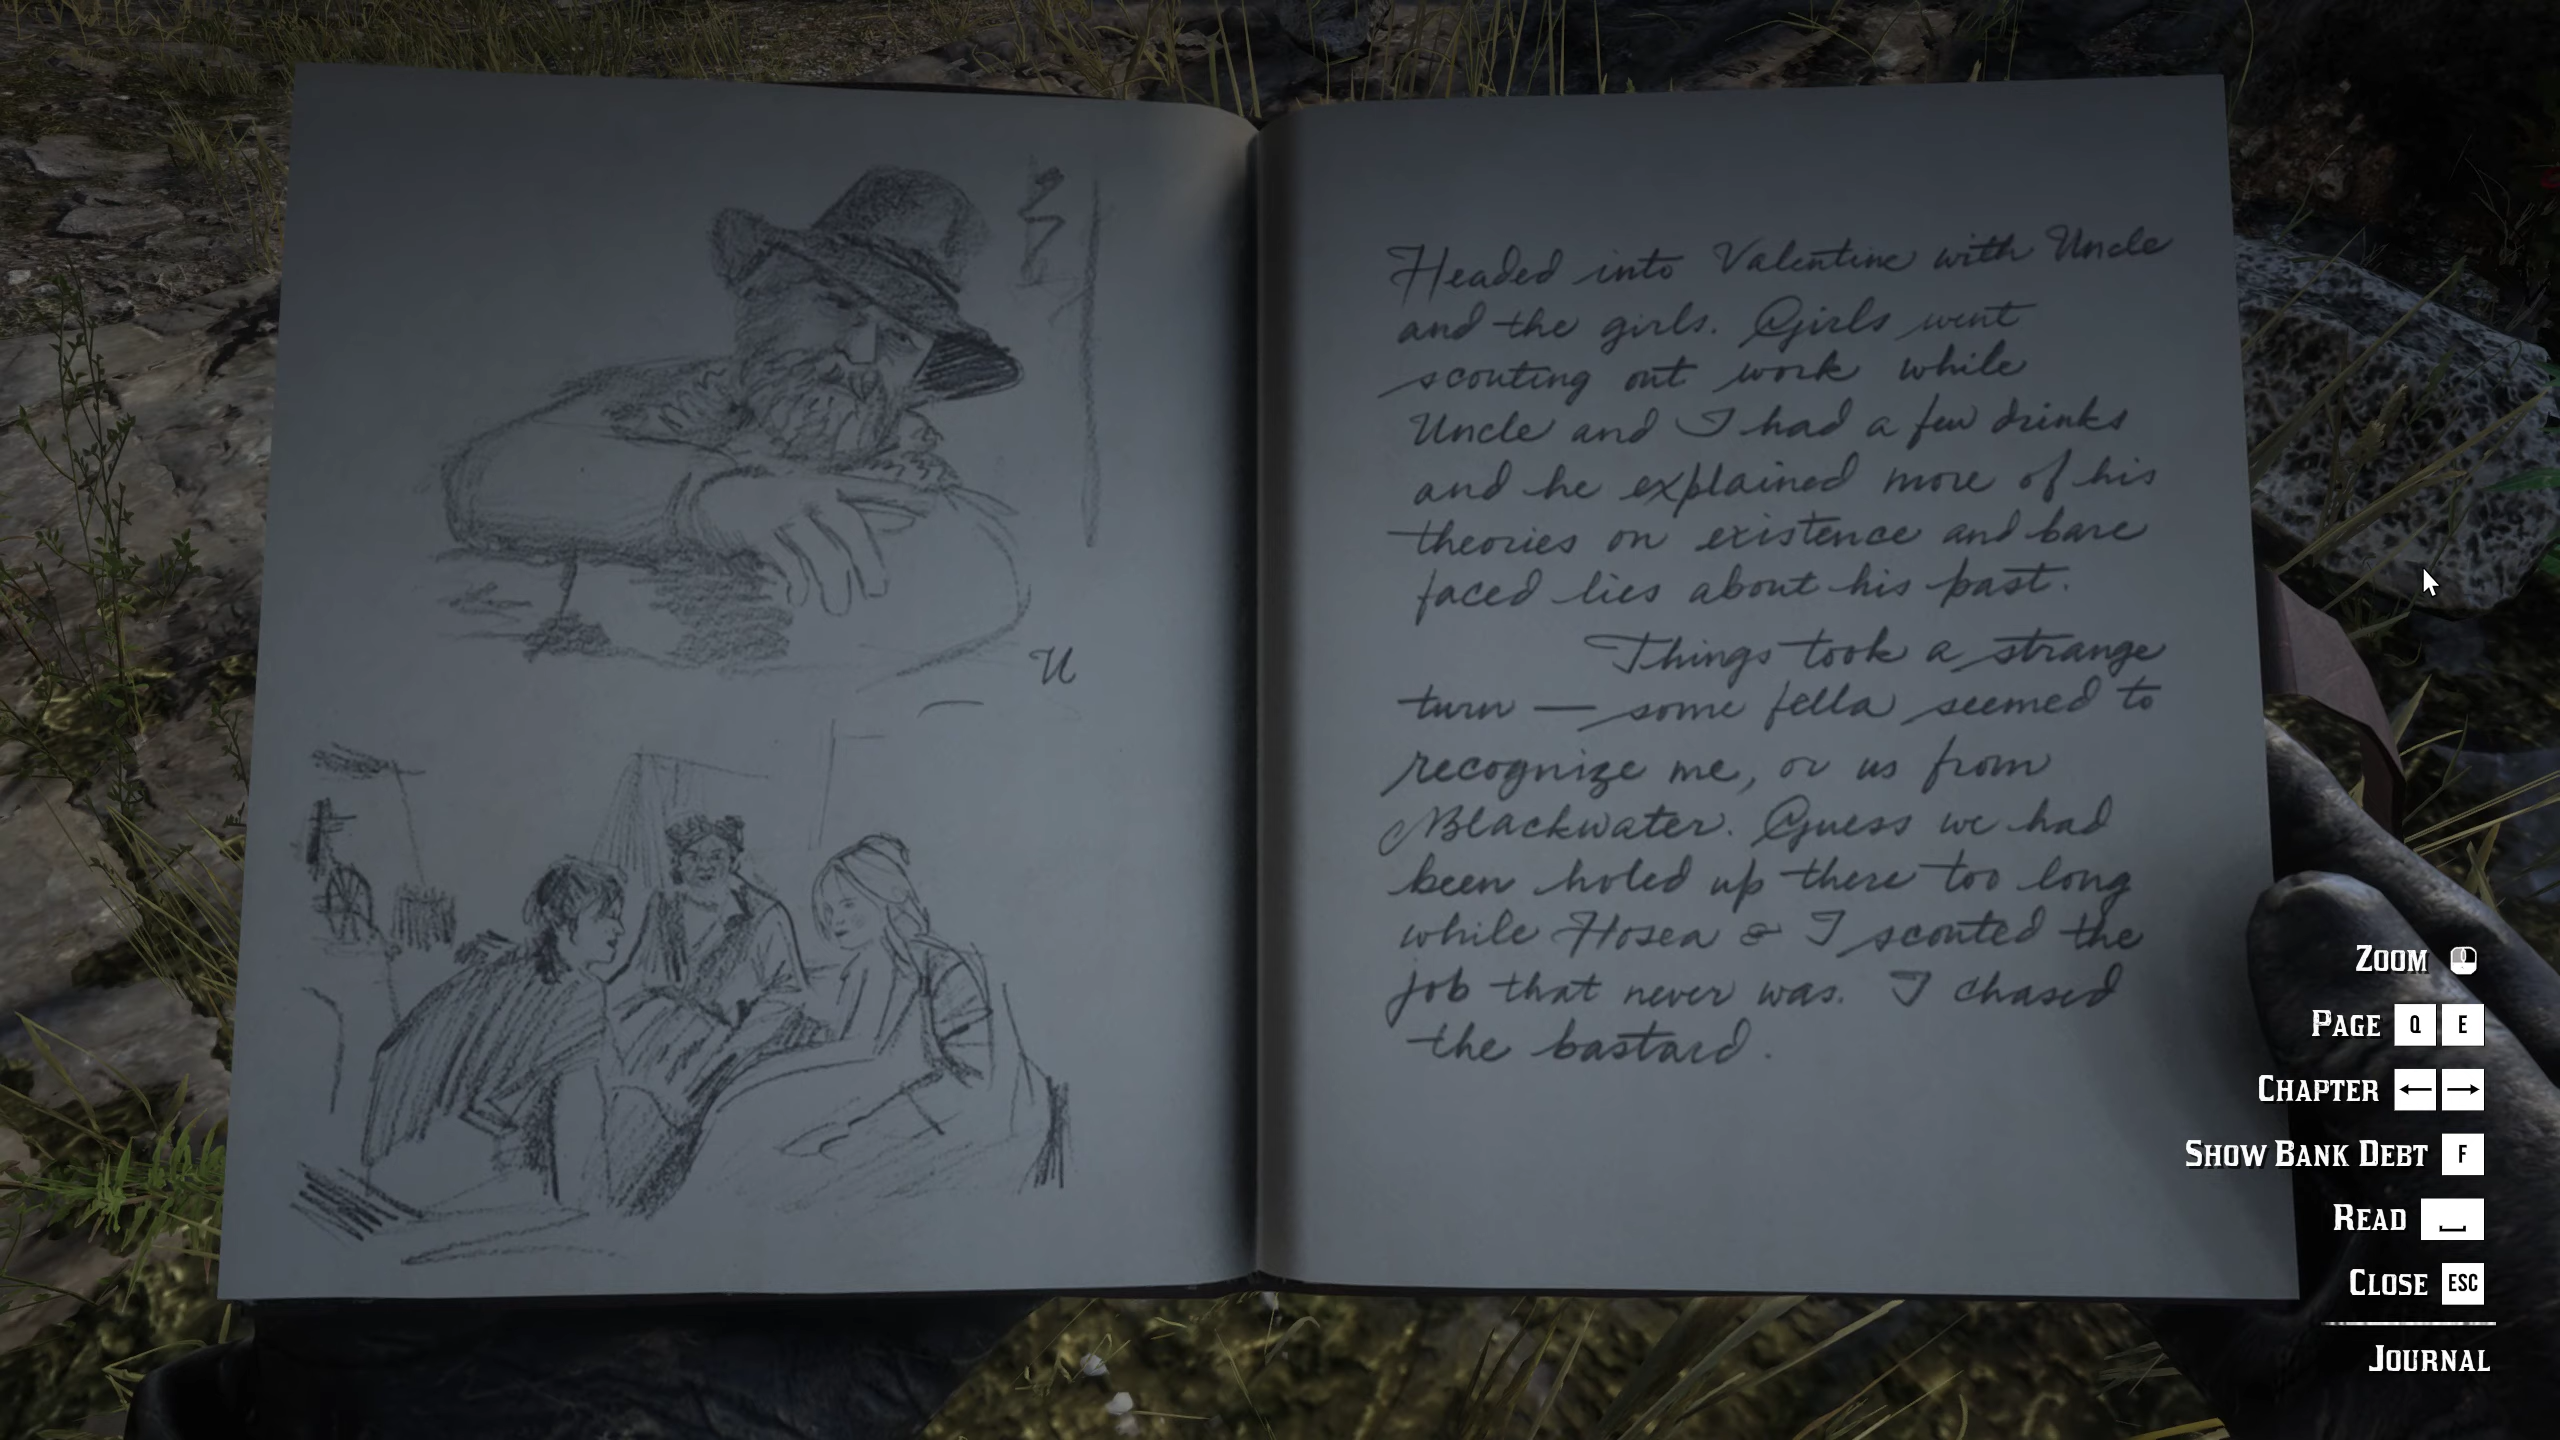 U
Headed into Valentine with Uncle
and the girls. Girls went
scouting out work while
Uncle and I had a few drinks
and he explained more of his
theories on existence and bare
faced lies about his past.
Things took a strange
turn — some fella seemed to
recognize me, or us from
Blackwater. Guess we had
been holed up there too long
while Hosea & I scouted the
job that never was. I chased
the bastard.
ZOOM
PAGE Q E
CHAPTER ← →
SHOW BANK DEBT F
READ
CLOSE ESC
JOURNAL